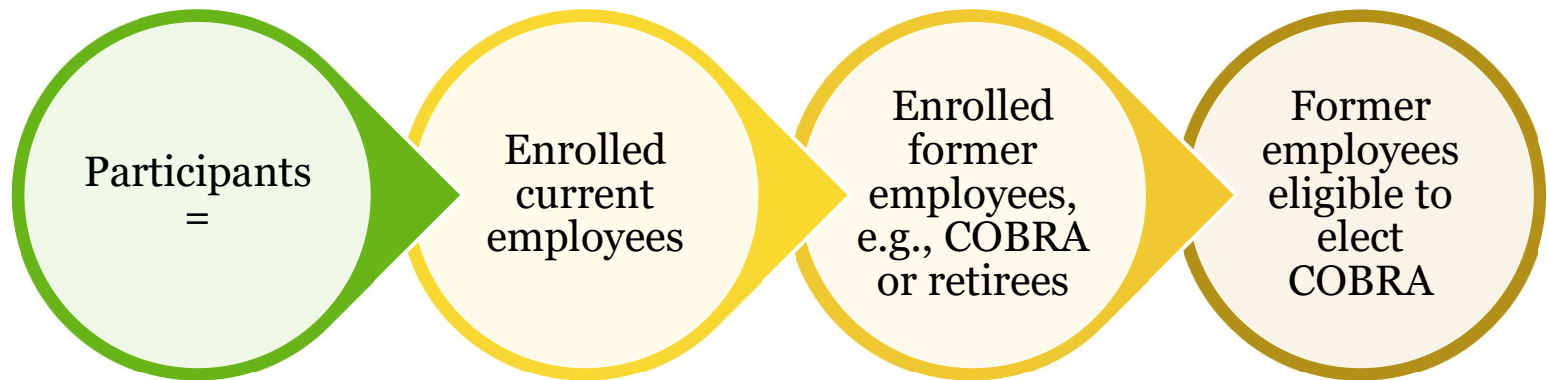 Participants
=
Enrolled
current
employees
Enrolled
former
employees,
e.g., COBRA
or retirees
Former
employees
eligible to
elect
COBRA